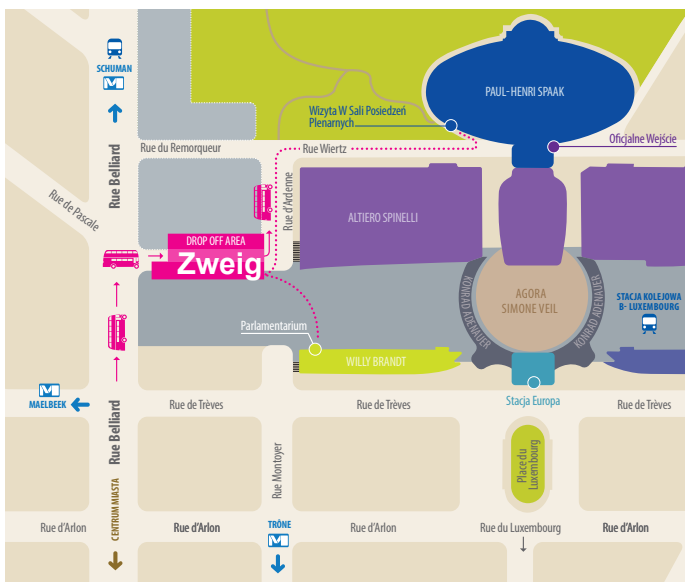 SCHUMAN
M
PAUL-HENRI SPAAK
Wizyta W Sali Posiedzeń
Plenarnych
Oficjalne Wejście
Rue du Remorqueur
Rue Wiertz
Rue Belliard
Rue de Pascale
Rue d'Ardenne
ALTIERO SPINELLI
DROP OFF AREA
Zweig
KONRAD ADENAUER
AGORA
SIMONE VEIL
KONRAD ADENAUER
STACJA KOLEJOWA
B- LUXEMBOURG
Parlamentarium
WILLY BRANDT
M
MAELBEEK
Rue de Trèves
Rue de Trèves
Stacja Europa
Rue de Trèves
Rue Belliard
Rue Montoyer
Place du
Luxembourg
CENTRUM MIASTA
Rue d'Arlon
Rue d'Arlon
TRÔNE
M
Rue d'Arlon
Rue du Luxembourg
Rue d'Arlon